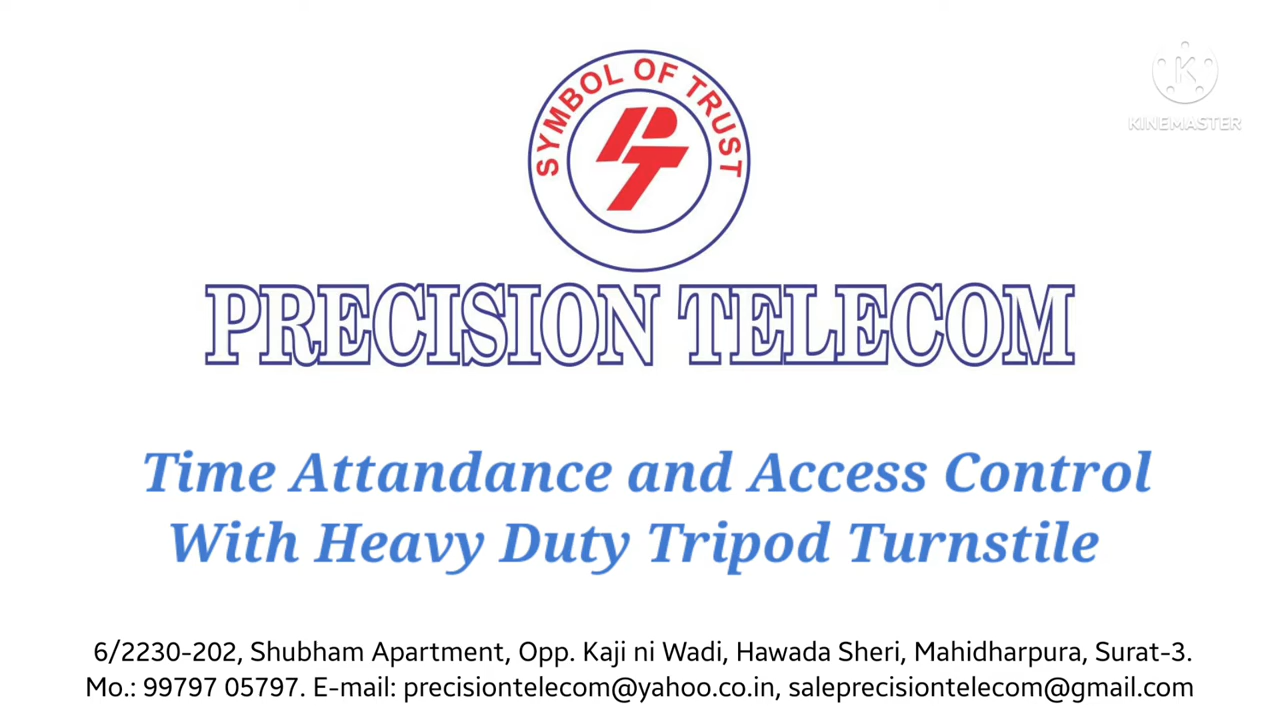 SYMBOL OF TRUST
PT
KINEMASTER
PRECISION TELECOM
Time Attandance and Access Control
With Heavy Duty Tripod Turnstile
6/2230-202, Shubham Apartment, Opp. Kaji ni Wadi, Hawada Sheri, Mahidharpura, Surat-3.
Mo.: 99797 05797. E-mail: precisiontelecom@yahoo.co.in, saleprecisiontelecom@gmail.com